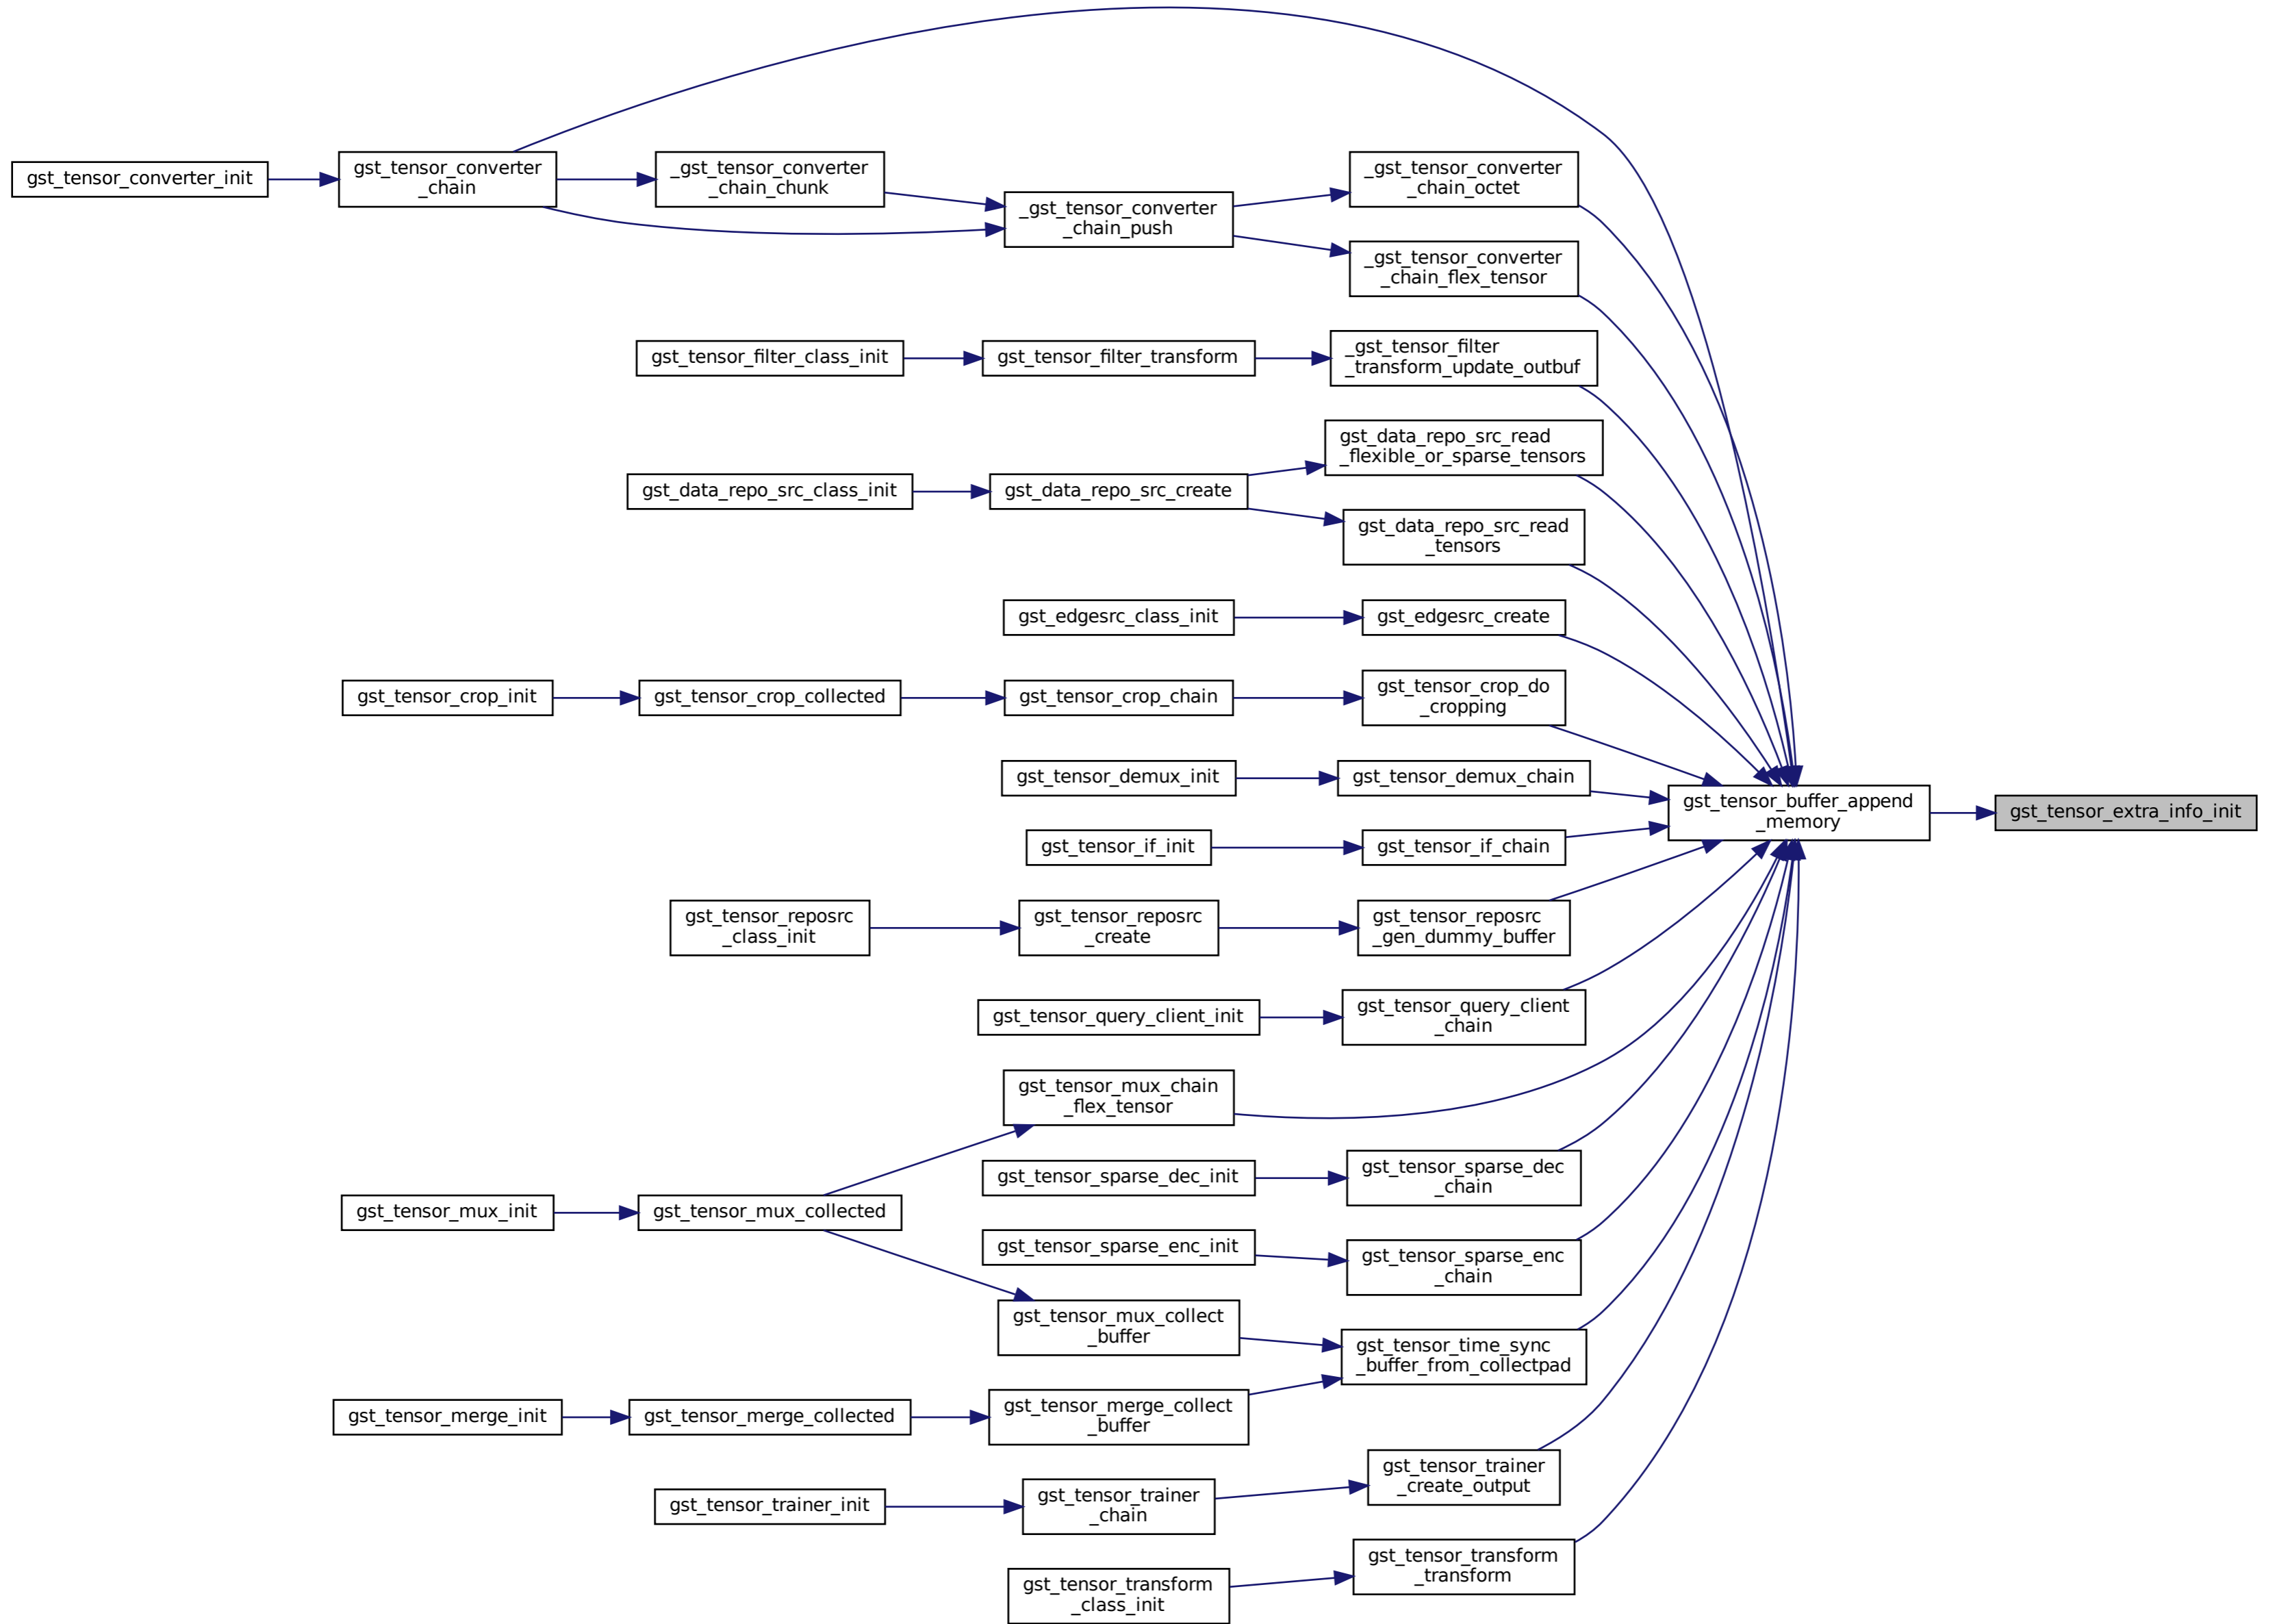 gst_tensor_converter_init
gst_tensor_converter
_chain
_gst_tensor_converter
_chain_chunk
_gst_tensor_converter
_chain_push
_gst_tensor_converter
_chain_octet
_gst_tensor_converter
_chain_flex_tensor
gst_tensor_filter_class_init
gst_tensor_filter_transform
_gst_tensor_filter
_transform_update_outbuf
gst_data_repo_src_class_init
gst_data_repo_src_create
gst_data_repo_src_read
_flexible_or_sparse_tensors
gst_data_repo_src_read
_tensors
gst_edgesrc_class_init
gst_edgesrc_create
gst_tensor_crop_init
gst_tensor_crop_collected
gst_tensor_crop_chain
gst_tensor_crop_do
_cropping
gst_tensor_demux_init
gst_tensor_demux_chain
gst_tensor_buffer_append
_memory
gst_tensor_extra_info_init
gst_tensor_if_init
gst_tensor_if_chain
gst_tensor_reposrc
_class_init
gst_tensor_reposrc
_create
gst_tensor_reposrc
_gen_dummy_buffer
gst_tensor_query_client_init
gst_tensor_query_client
_chain
gst_tensor_mux_chain
_flex_tensor
gst_tensor_sparse_dec_init
gst_tensor_sparse_dec
_chain
gst_tensor_mux_init
gst_tensor_mux_collected
gst_tensor_sparse_enc_init
gst_tensor_sparse_enc
_chain
gst_tensor_mux_collect
_buffer
gst_tensor_time_sync
_buffer_from_collectpad
gst_tensor_merge_init
gst_tensor_merge_collected
gst_tensor_merge_collect
_buffer
gst_tensor_trainer_init
gst_tensor_trainer
_chain
gst_tensor_trainer
_create_output
gst_tensor_transform
_class_init
gst_tensor_transform
_transform